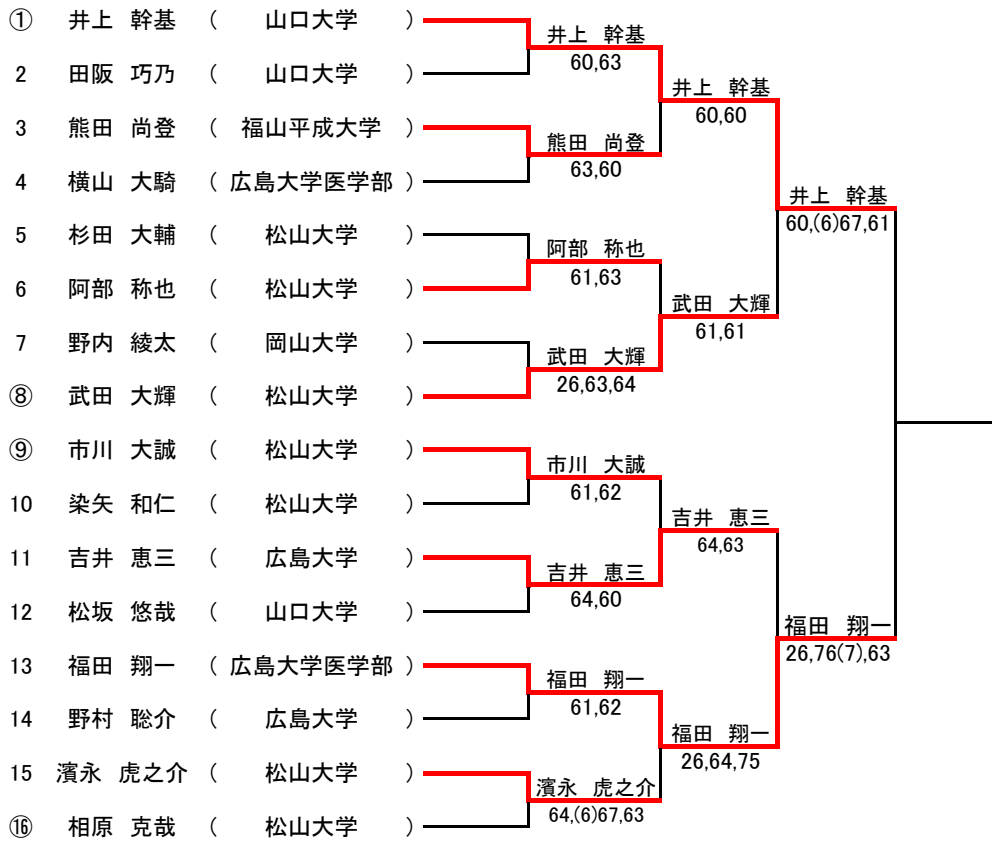 ① 井上 幹基 ( 山口大学 )
井上 幹基
60,63
2 田阪 巧乃 ( 山口大学 )
井上 幹基
60,60
3 熊田 尚登 ( 福山平成大学 )
熊田 尚登
63,60
4 横山 大騎 ( 広島大学医学部 )
井上 幹基
60,(6)67,61
5 杉田 大輔 ( 松山大学 )
阿部 称也
61,63
6 阿部 称也 ( 松山大学 )
武田 大輝
61,61
7 野内 綾太 ( 岡山大学 )
武田 大輝
26,63,64
⑧ 武田 大輝 ( 松山大学 )
⑨ 市川 大誠 ( 松山大学 )
市川 大誠
61,62
10 染矢 和仁 ( 松山大学 )
吉井 恵三
64,63
11 吉井 恵三 ( 広島大学 )
吉井 恵三
64,60
12 松坂 悠哉 ( 山口大学 )
福田 翔一
26,76(7),63
13 福田 翔一 ( 広島大学医学部 )
福田 翔一
61,62
14 野村 聡介 ( 広島大学 )
福田 翔一
26,64,75
15 濱永 虎之介 ( 松山大学 )
濱永 虎之介
64,(6)67,63
⑯ 相原 克哉 ( 松山大学 )